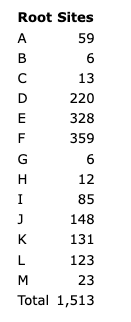 Root Sites
A 59
B 6
C 13
D 220
E 328
F 359
G 6
H 12
I 85
J 148
K 131
L 123
M 23
Total 1,513